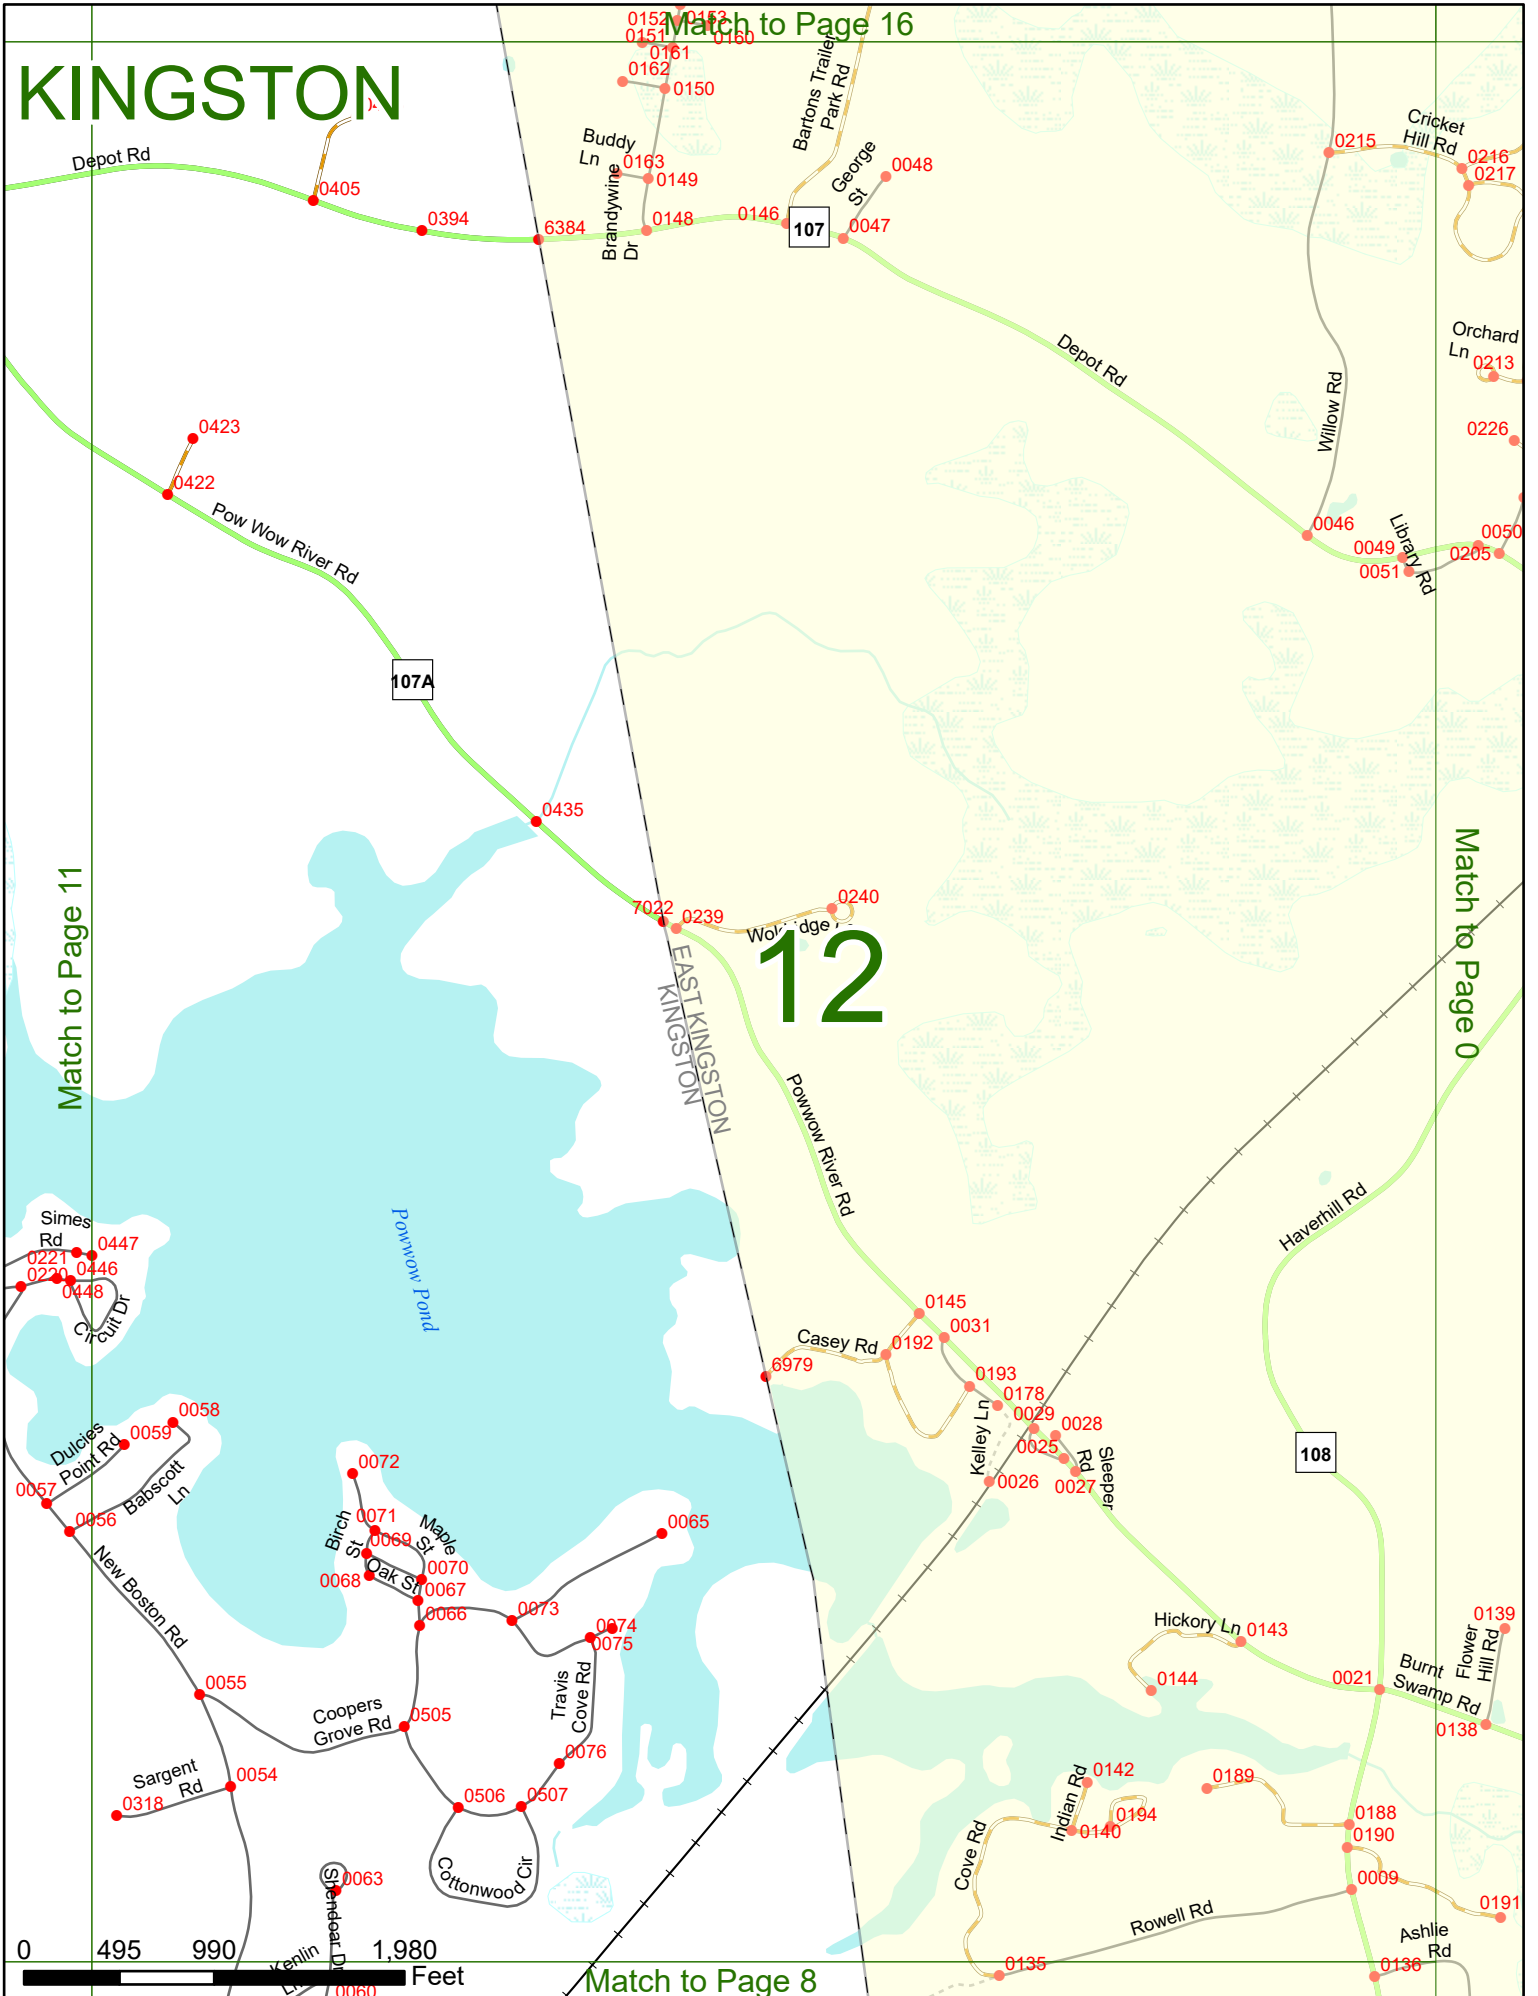 Match to Page 16
KINGSTON
0152
0153
0151
0160
0161
0162
0150
Bartons Trailer
Park Rd
Buddy
Ln
0163
0149
Brandywine
Dr
0148
0146
107
George
St
0048
0047
Depot Rd
0405
0394
6384
0215
Cricket
Hill Rd
0216
0217
Orchard
Ln
0213
0226
Depot Rd
Willow Rd
0046
Library Rd
0049
0051
0050
0205
0423
0422
Pow Wow River Rd
107A
0435
7022
0239
0240
12
EAST KINGSTON
KINGSTON
Match to Page 11
Match to Page 0
Powwow River Rd
Haverhill Rd
Powwow Pond
Simes
Rd
0447
0221
0446
0220
0448
Circuit Dr
0145
0031
Casey Rd
0192
6979
0193
0178
0029
0028
0025
0027
Kelley Ln
0026
Sleeper
Rd
108
0058
Dulcies
Point Rd
0059
Babscott
Ln
0057
0056
New Boston Rd
0072
0071
Birch
St
0069
Maple
St
0070
Oak St
0068
0067
0066
0065
0073
0074
0075
Travis
Cove Rd
0076
Hickory Ln
0143
0144
0021
Burnt
Swamp Rd
Flower
Hill Rd
0139
0138
0055
Coopers
Grove Rd
0505
0054
Sargent
Rd
0318
0506
0507
Cottonwood Cir
Shendoar Dr
0063
Kenlin
0060
0142
Indian Rd
0140
0194
0189
0188
0190
0009
0191
Cove Rd
Rowell Rd
0135
Ashlie
Rd
0136
0
495
990
1,980
Feet
Match to Page 8